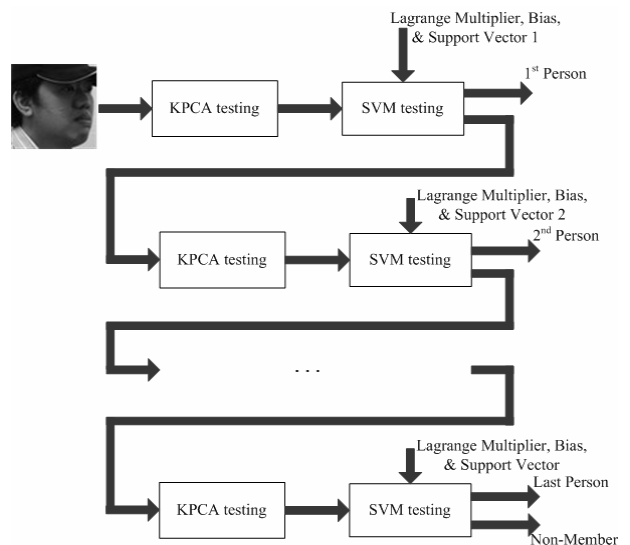 Lagrange Multiplier, Bias,
& Support Vector 1
1st Person
KPCA testing
SVM testing
Lagrange Multiplier, Bias,
& Support Vector 2
2nd Person
KPCA testing
SVM testing
...
Lagrange Multiplier, Bias,
& Support Vector
Last Person
KPCA testing
SVM testing
Non-Member